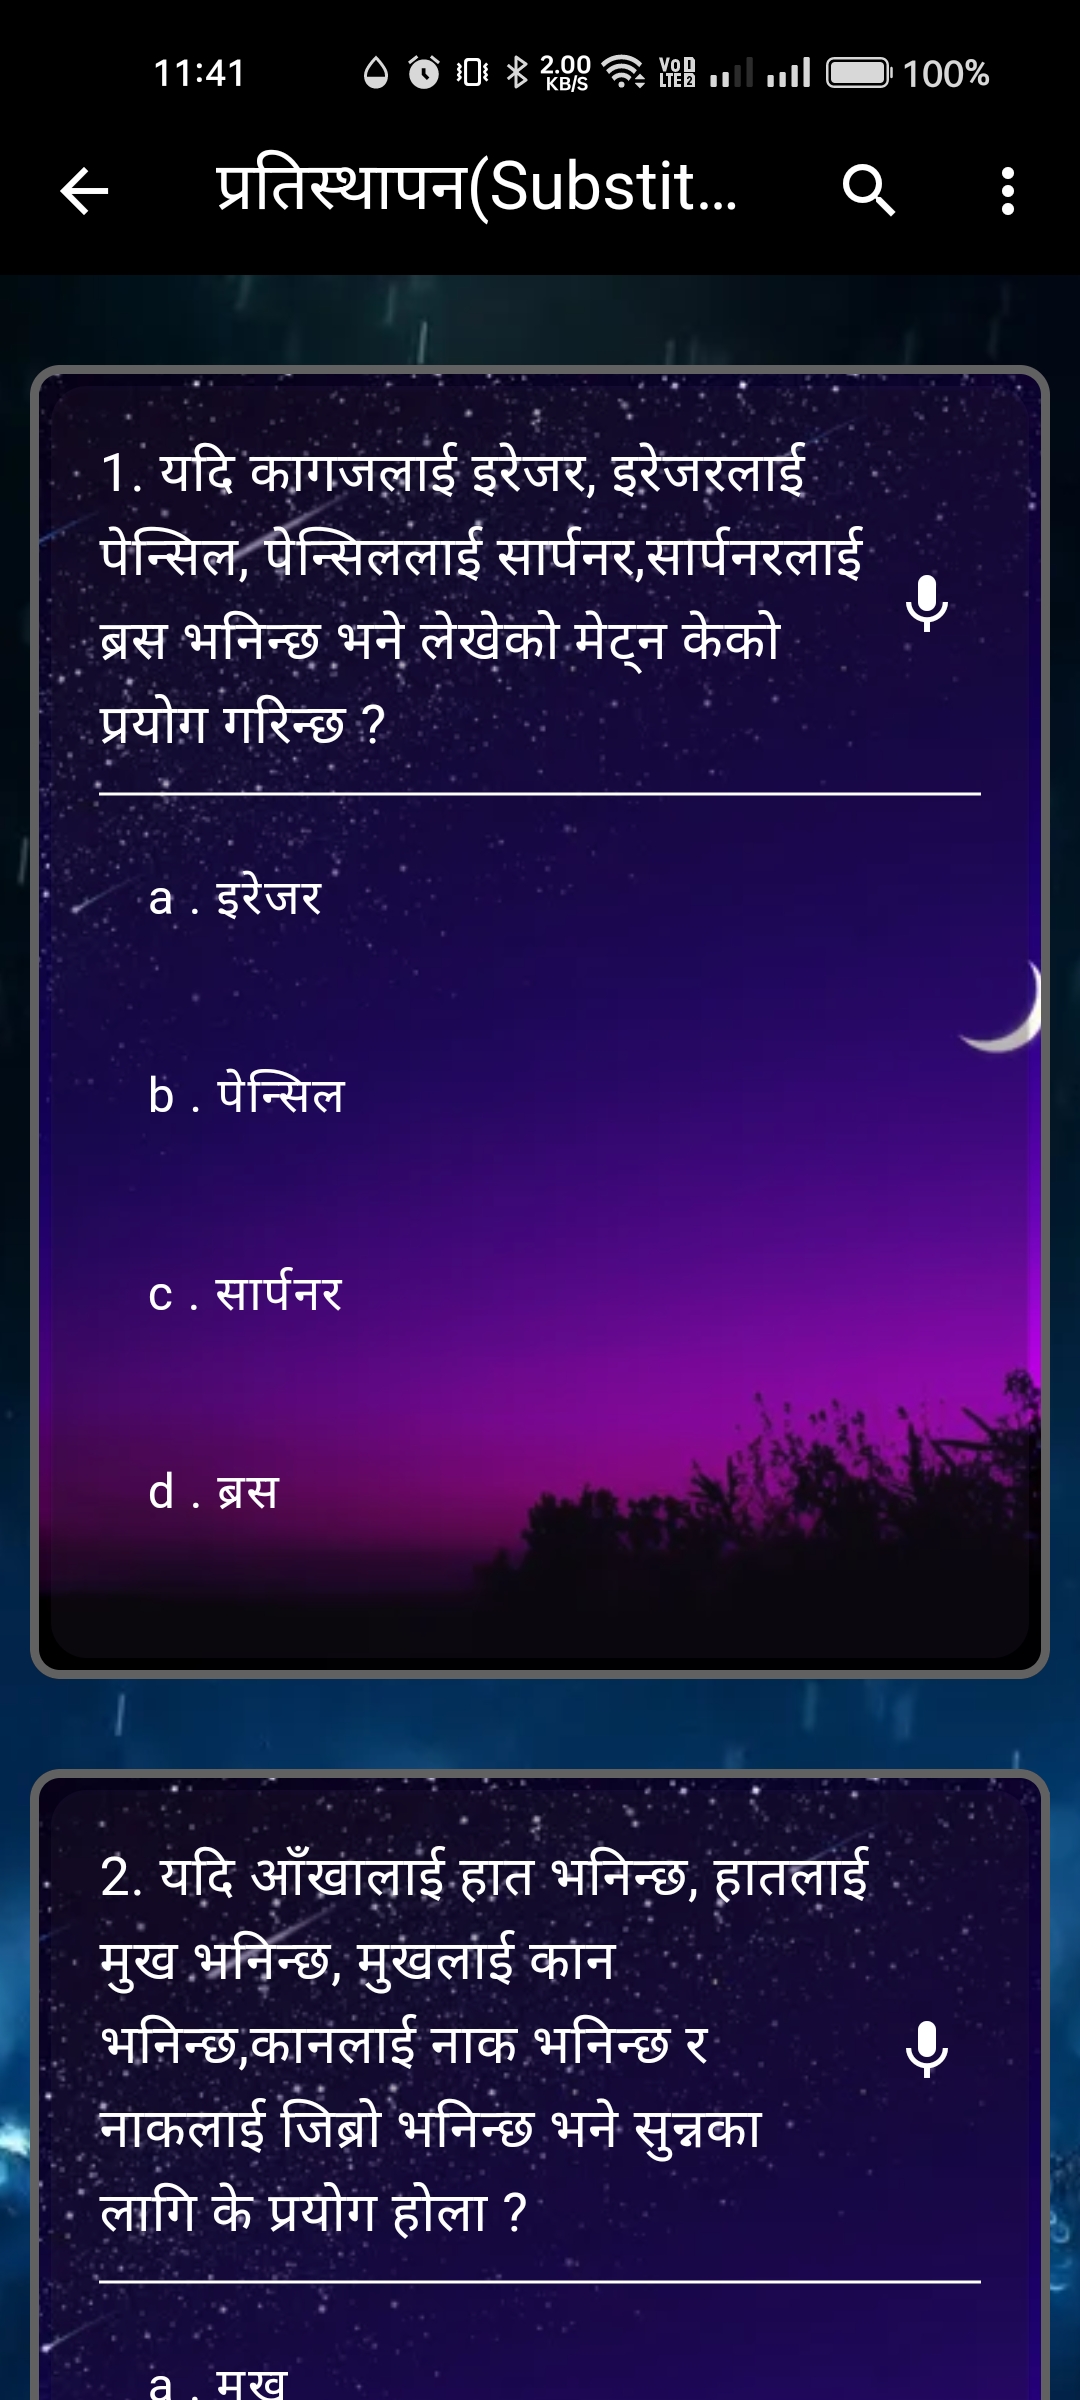 11:41 2.00 KB/S VoD LTE2 100%
प्रतिस्थापन(Substit...
1. यदि कागजलाई इरेजर, इरेजरलाई
पेन्सिल, पेन्सिललाई सार्पनर,सार्पनरलाई
ब्रस भनिन्छ भने लेखेको मेट्न केको
प्रयोग गरिन्छ ?
a . इरेजर
b . पेन्सिल
c . सार्पनर
d . ब्रस
2. यदि आँखालाई हात भनिन्छ, हातलाई
मुख भनिन्छ, मुखलाई कान
भनिन्छ,कानलाई नाक भनिन्छ र
नाकलाई जिब्रो भनिन्छ भने सुन्नका
लागि के प्रयोग होला ?
a . मुख